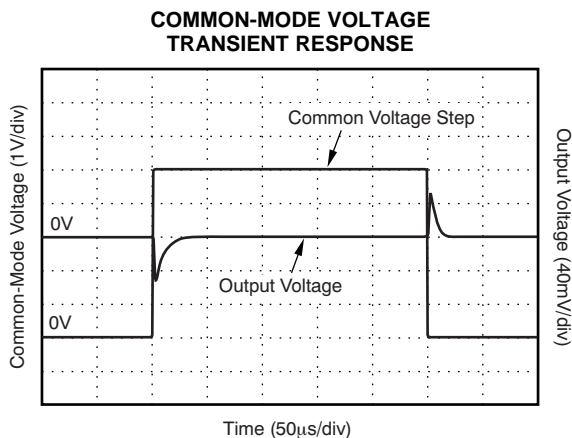 COMMON-MODE VOLTAGE
TRANSIENT RESPONSE
Common-Mode Voltage (1V/div)
Common Voltage Step
0V
Output Voltage
0V
Output Voltage (40mV/div)
Time (50μs/div)